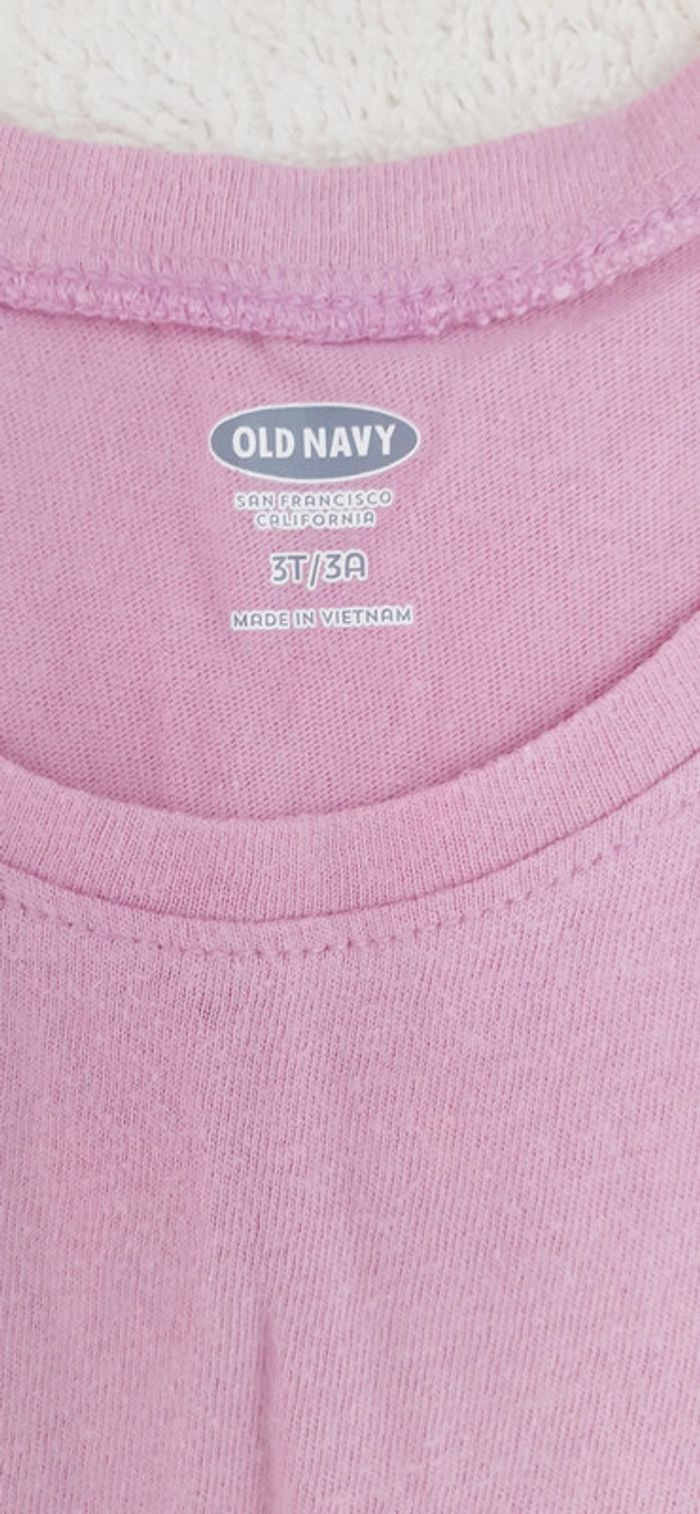 OLD NAVY
SAN FRANCISCO
CALIFORNIA
3T/3A
MADE IN VIETNAM